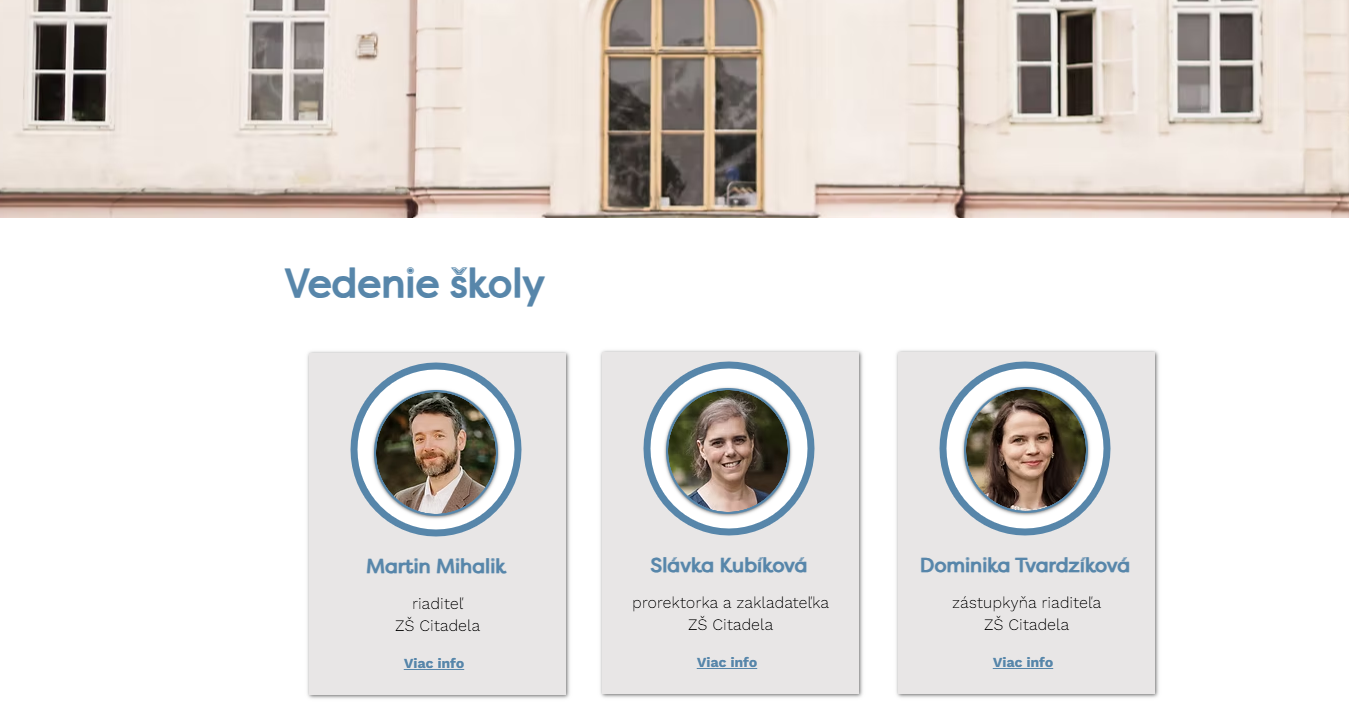 Vedenie školy
Martin Mihalik
riaditeľ
ZŠ Citadela
Viac info
Slávka Kubíková
prorektorka a zakladateľka
ZŠ Citadela
Viac info
Dominika Tvardzíková
zástupkyňa riaditeľa
ZŠ Citadela
Viac info